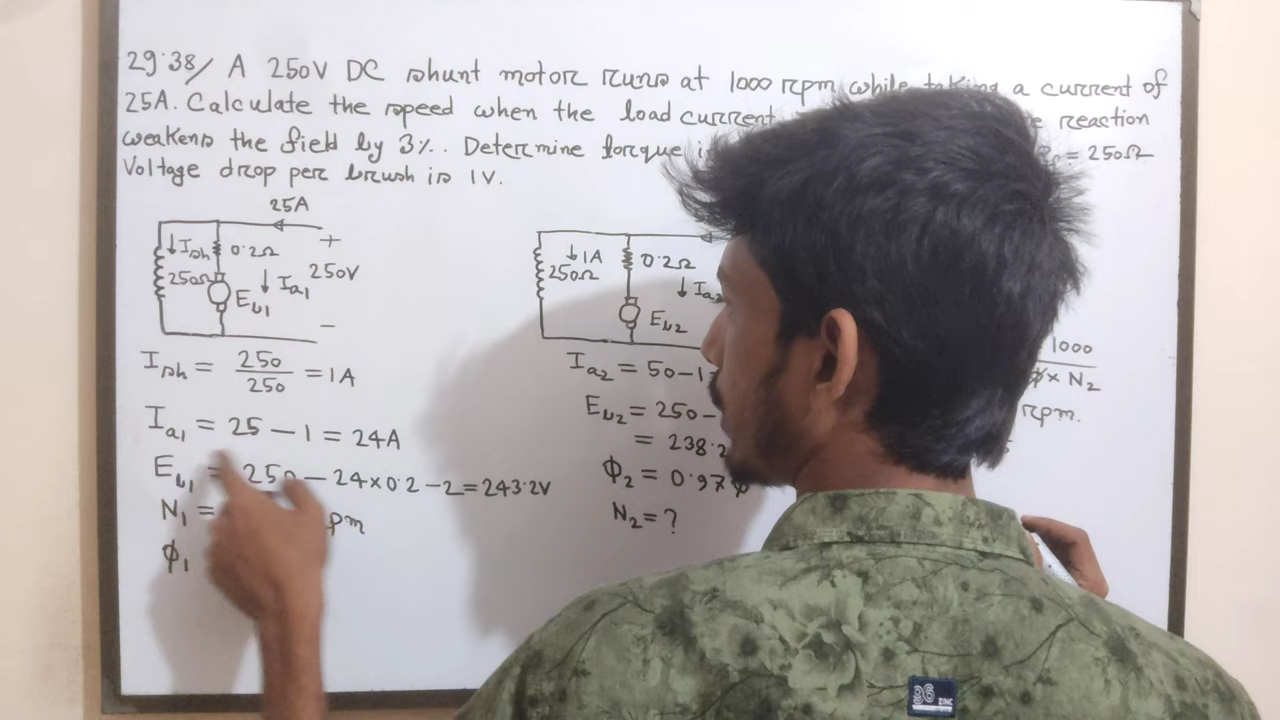 29.38/ A 250V DC shunt motor runs at 1000 rpm while taking a current of
25A. Calculate the speed when the load current reaction
weakens the field by 3%. Determine torque = 250Ω
Voltage drop per brush is 1V.
25A
Ish 0.2Ω +
250Ω Ia1 250V
Eb1
−
Ish = 250/250 = 1A
Ia1 = 25 − 1 = 24A
Eb1 = 250 − 24×0.2 − 2 = 243.2V
N1 = pm
ϕ1
1A 0.2Ω
250Ω Ia2
Eb2
Ia2 = 50−1
Eb2 = 250−
= 238.2
ϕ2 = 0.97ϕ
N2 = ?
1000
ϕ × N2
rpm.
96
ZINC